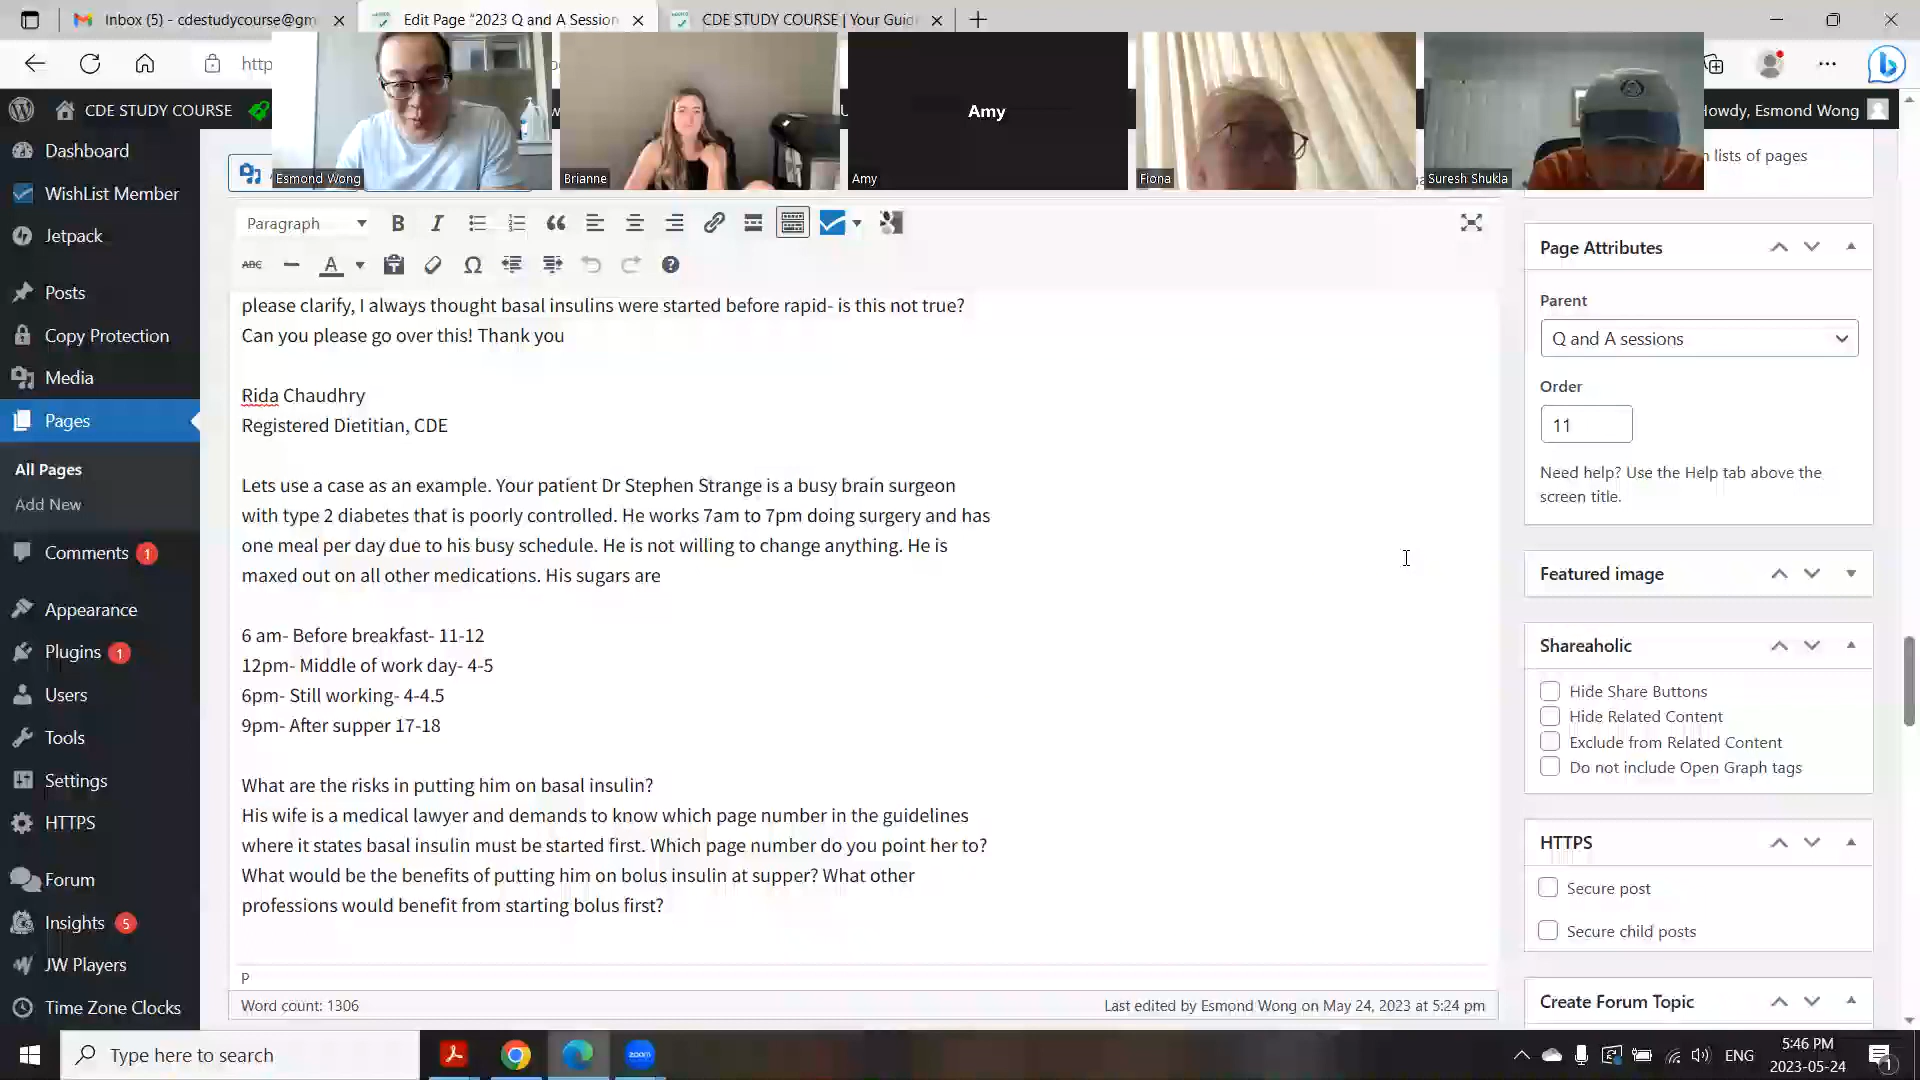 Inbox (5) - cdestudycourse@gm
Edit Page "2023 Q and A Session
CDE STUDY COURSE | Your Guid
http
CDE STUDY COURSE
Howdy, Esmond Wong
Esmond Wong
Brianne
Amy
Amy
Fiona
Suresh Shukla
Dashboard
WishList Member
Jetpack
Posts
Copy Protection
Media
Pages
All Pages
Add New
Comments 1
Appearance
Plugins 1
Users
Tools
Settings
HTTPS
Forum
Insights 5
JW Players
Time Zone Clocks
Paragraph
B I
ABC A
please clarify, I always thought basal insulins were started before rapid- is this not true?
Can you please go over this! Thank you
Rida Chaudhry
Registered Dietitian, CDE
Lets use a case as an example. Your patient Dr Stephen Strange is a busy brain surgeon
with type 2 diabetes that is poorly controlled. He works 7am to 7pm doing surgery and has
one meal per day due to his busy schedule. He is not willing to change anything. He is
maxed out on all other medications. His sugars are
6 am- Before breakfast- 11-12
12pm- Middle of work day- 4-5
6pm- Still working- 4-4.5
9pm- After supper 17-18
What are the risks in putting him on basal insulin?
His wife is a medical lawyer and demands to know which page number in the guidelines
where it states basal insulin must be started first. Which page number do you point her to?
What would be the benefits of putting him on bolus insulin at supper? What other
professions would benefit from starting bolus first?
P
Word count: 1306
Last edited by Esmond Wong on May 24, 2023 at 5:24 pm
lists of pages
Page Attributes
Parent
Q and A sessions
Order
11
Need help? Use the Help tab above the
screen title.
Featured image
Shareaholic
Hide Share Buttons
Hide Related Content
Exclude from Related Content
Do not include Open Graph tags
HTTPS
Secure post
Secure child posts
Create Forum Topic
Type here to search
zoom
ENG
5:46 PM
2023-05-24
1